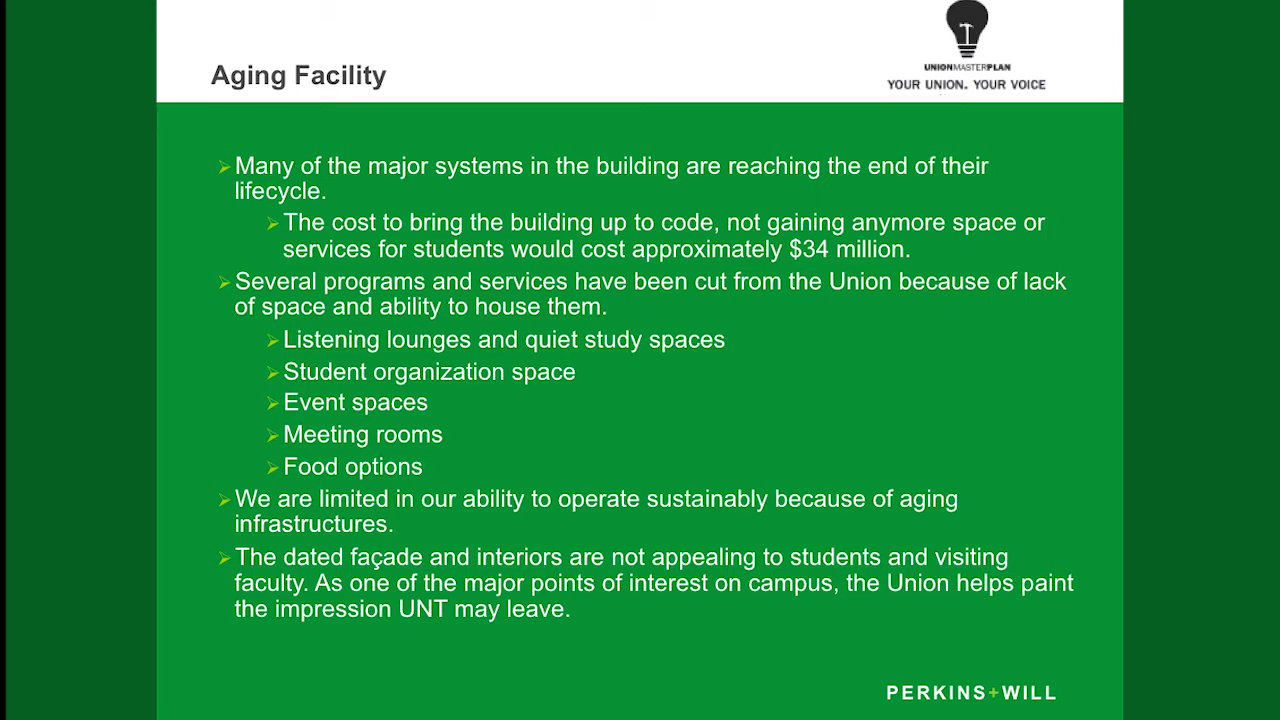 Aging Facility
UNIONMASTERPLAN
YOUR UNION. YOUR VOICE
Many of the major systems in the building are reaching the end of their
lifecycle.
The cost to bring the building up to code, not gaining anymore space or
services for students would cost approximately $34 million.
Several programs and services have been cut from the Union because of lack
of space and ability to house them.
Listening lounges and quiet study spaces
Student organization space
Event spaces
Meeting rooms
Food options
We are limited in our ability to operate sustainably because of aging
infrastructures.
The dated façade and interiors are not appealing to students and visiting
faculty. As one of the major points of interest on campus, the Union helps paint
the impression UNT may leave.
PERKINS+WILL